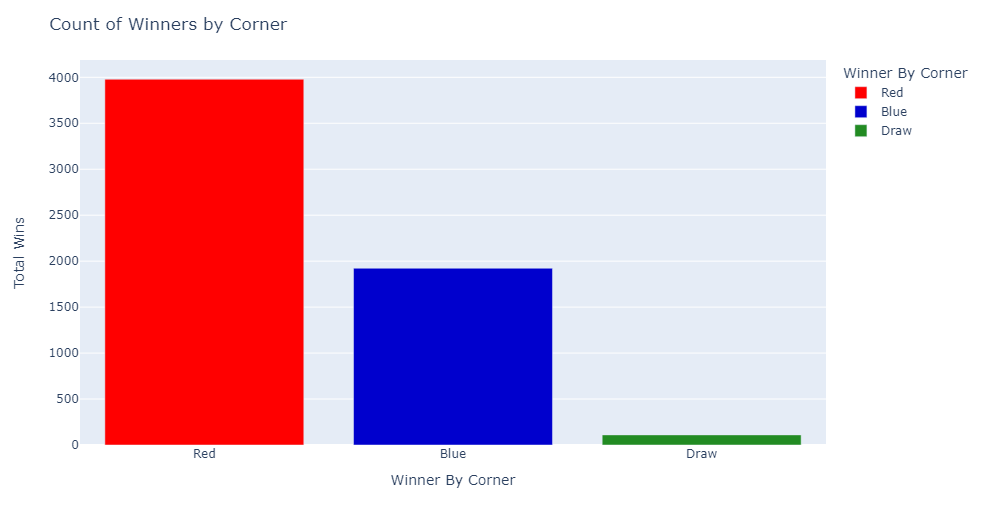 Count of Winners by Corner
Winner By Corner
Red
Blue
Draw
4000
3500
3000
2500
2000
1500
1000
500
0
Total Wins
Red
Blue
Draw
Winner By Corner